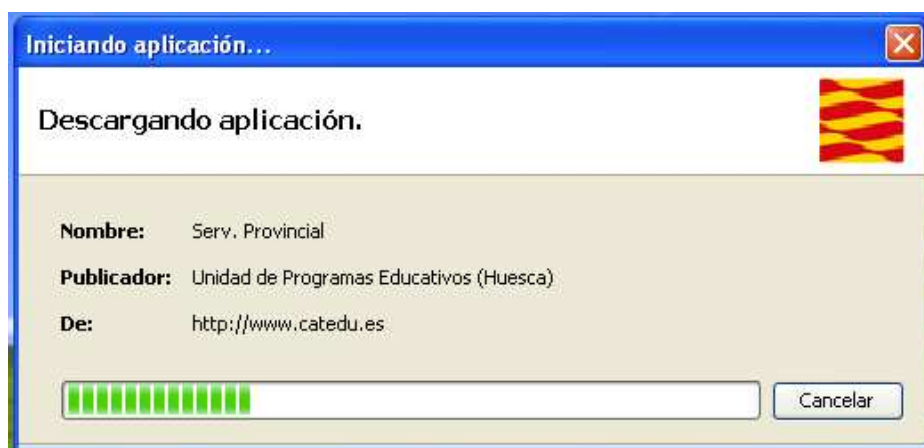 Iniciando aplicación...
Descargando aplicación.
Nombre: Serv. Provincial
Publicador: Unidad de Programas Educativos (Huesca)
De: http://www.catedu.es
Cancelar